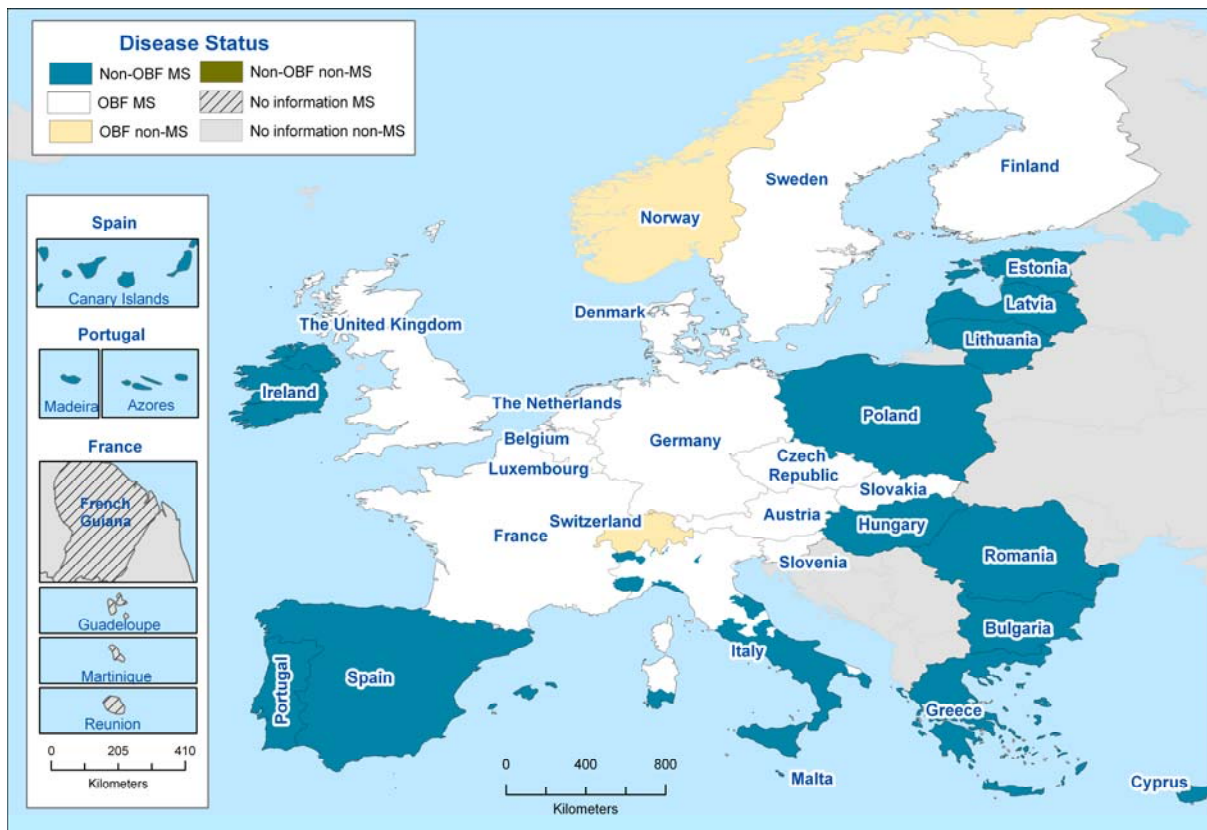 Disease Status
Non-OBF MS
Non-OBF non-MS
OBF MS
No information MS
OBF non-MS
No information non-MS
Spain
Canary Islands
Portugal
Madeira
Azores
France
French
Guiana
Guadeloupe
Martinique
Reunion
0 205 410
Kilometers
Finland
Sweden
Norway
Estonia
Denmark
Latvia
The United Kingdom
Lithuania
Ireland
The Netherlands
Poland
Belgium
Germany
Czech
Republic
Luxembourg
Slovakia
Austria
Switzerland
Hungary
France
Romania
Slovenia
Bulgaria
Italy
Spain
Portugal
Greece
0 400 800
Kilometers
Malta
Cyprus